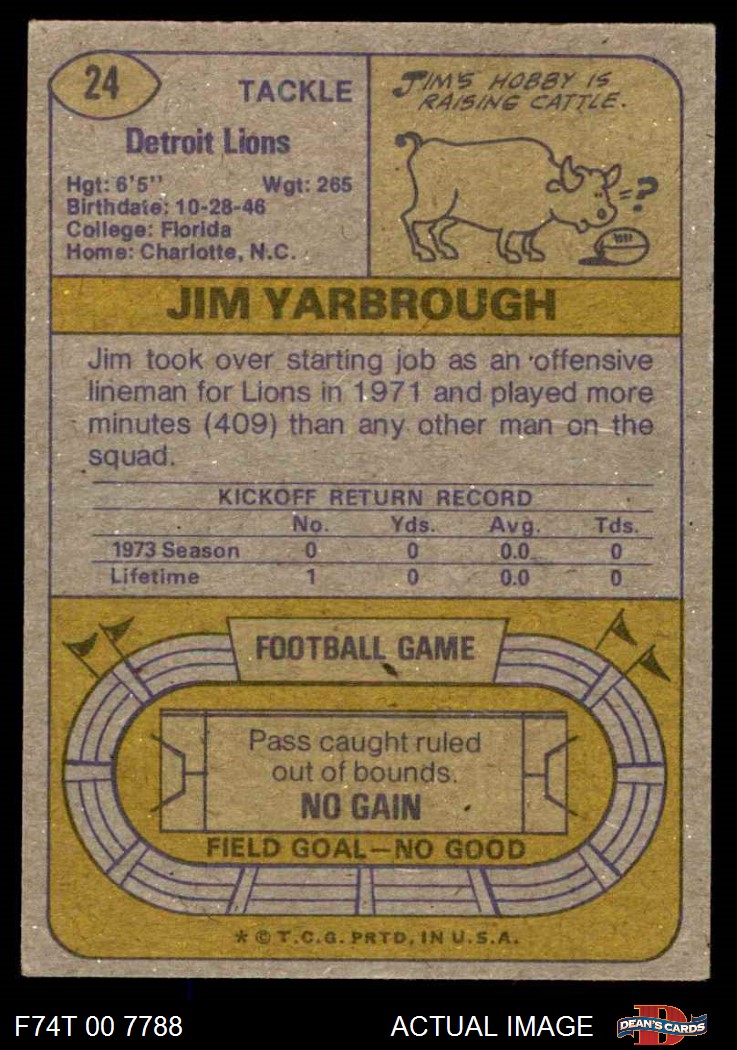 24
TACKLE
Detroit Lions
Hgt: 6'5" Wgt: 265
Birthdate: 10-28-46
College: Florida
Home: Charlotte, N.C.
JIM'S HOBBY IS
RAISING CATTLE.
=?
JIM YARBROUGH
Jim took over starting job as an offensive
lineman for Lions in 1971 and played more
minutes (409) than any other man on the
squad.
KICKOFF RETURN RECORD
No. Yds. Avg. Tds.
1973 Season 0 0 0.0 0
Lifetime 1 0 0.0 0
FOOTBALL GAME
Pass caught ruled
out of bounds.
NO GAIN
FIELD GOAL—NO GOOD
* © T.C.G. PRTD. IN U.S.A.
F74T 00 7788 ACTUAL IMAGE
D
DEAN'S CARDS